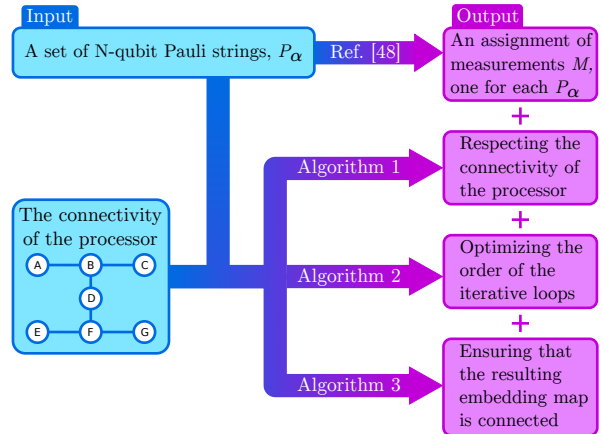 Input
Output
A set of N-qubit Pauli strings, P_α
Ref. [48]
An assignment of
measurements M,
one for each P_α
+
Algorithm 1
Respecting the
connectivity of
the processor
+
The connectivity
of the processor
A B C
D
E F G
Algorithm 2
Optimizing the
order of the
iterative loops
+
Algorithm 3
Ensuring that
the resulting
embedding map
is connected